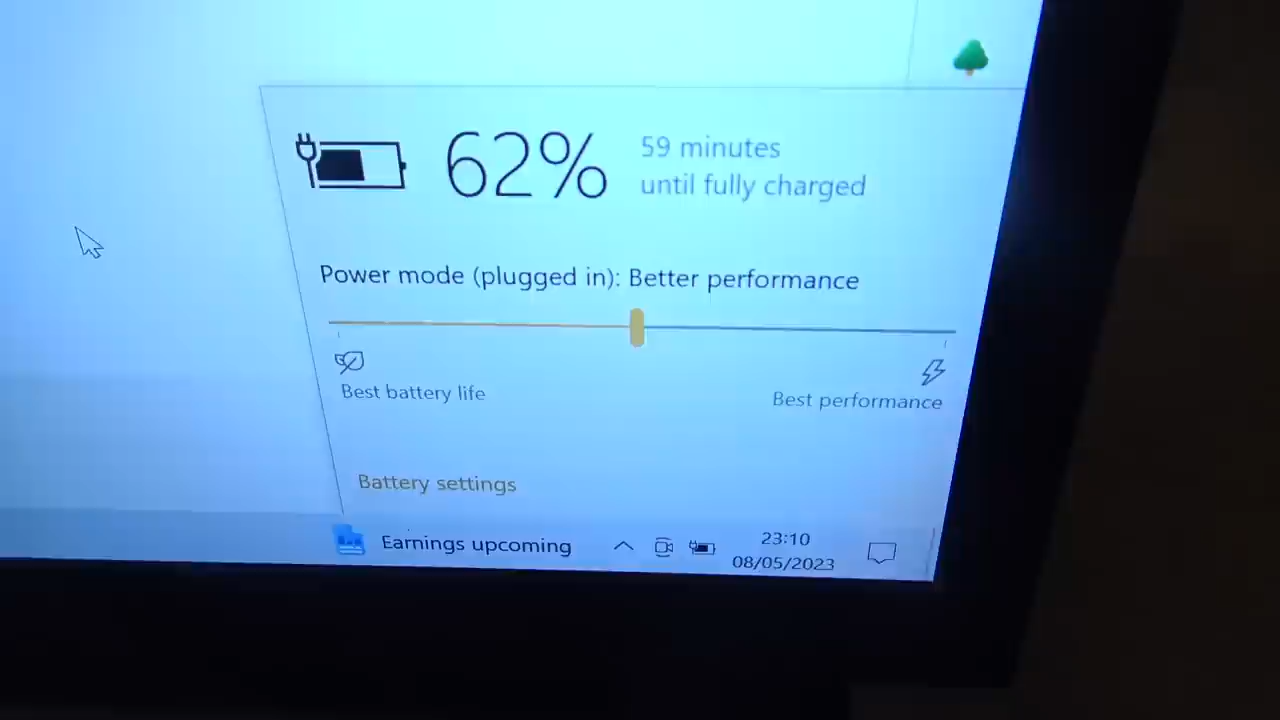 62%
59 minutes
until fully charged
Power mode (plugged in): Better performance
Best battery life
Best performance
Battery settings
Earnings upcoming
23:10
08/05/2023